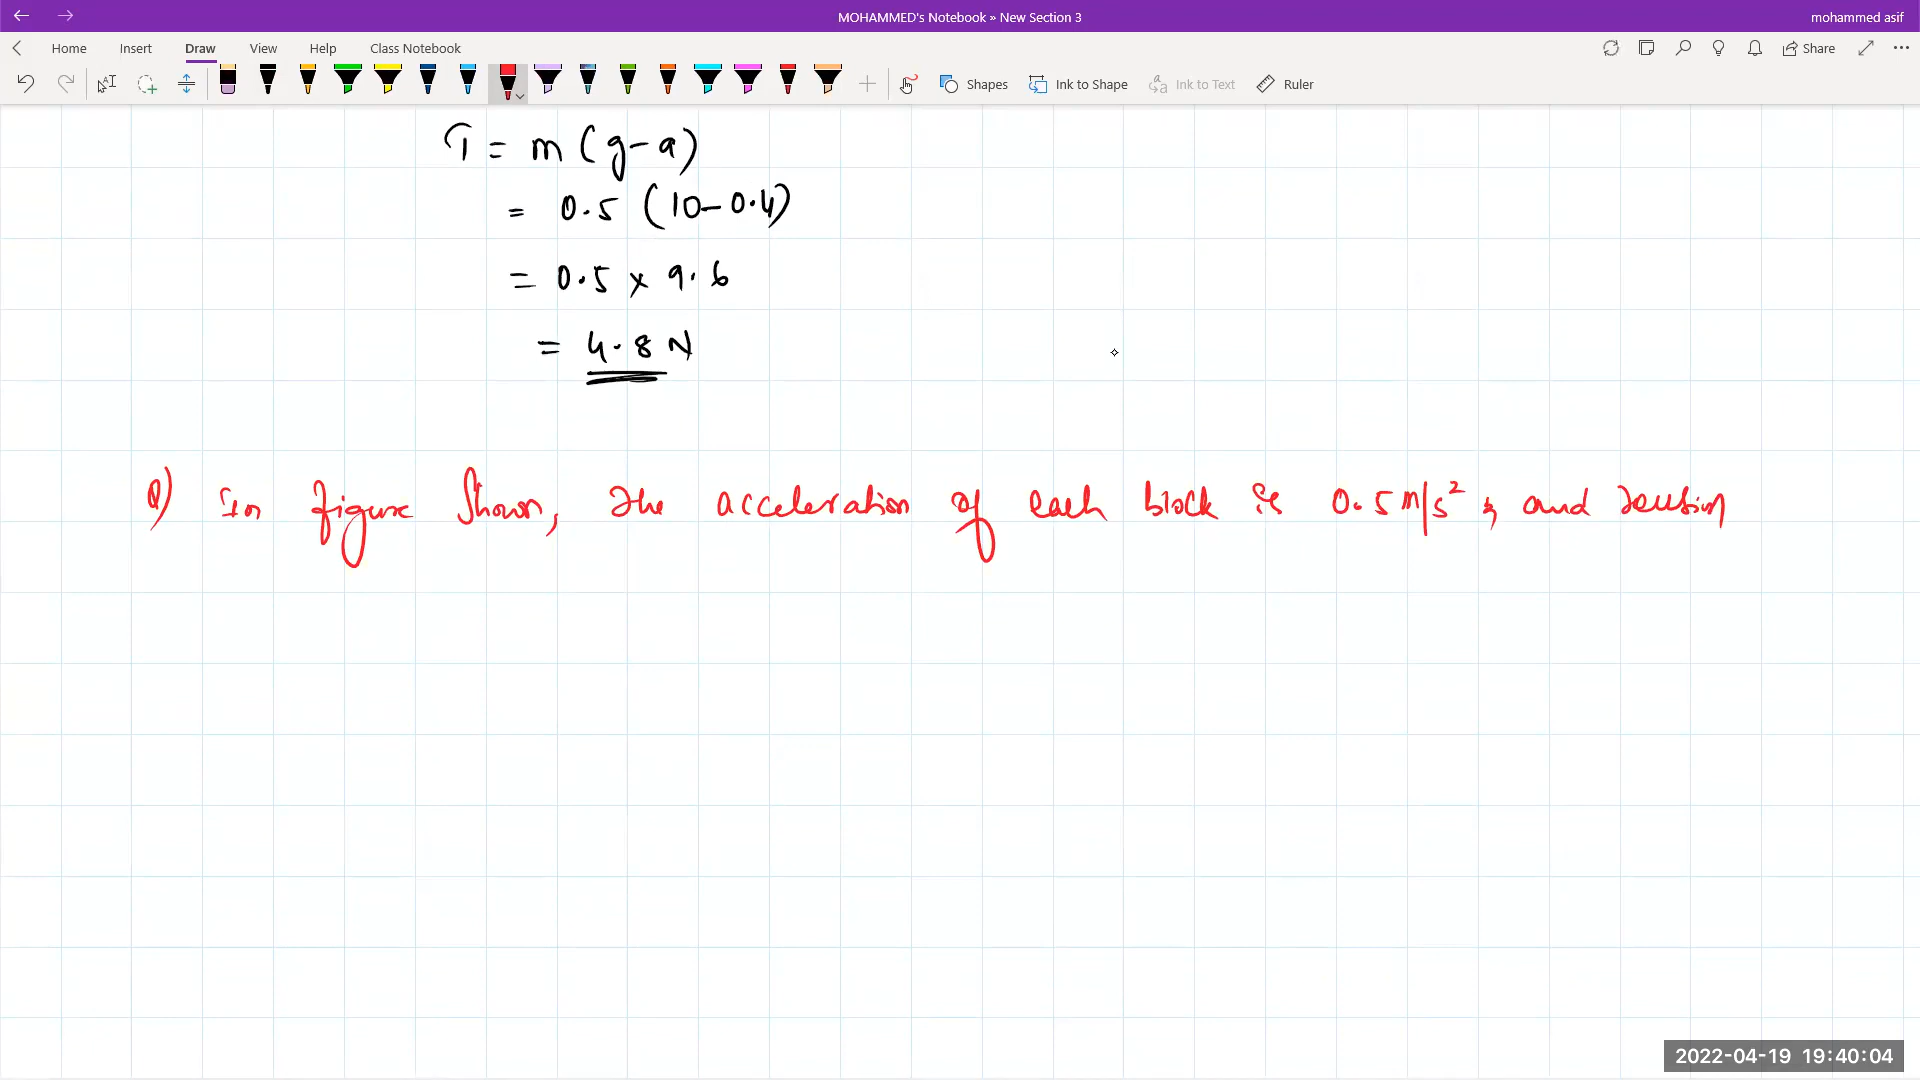 MOHAMMED's Notebook » New Section 3
mohammed asif
Home Insert Draw View Help Class Notebook
Share
Shapes Ink to Shape Ink to Text Ruler
T = m (g-a)
= 0.5 (10-0.4)
= 0.5 x 9.6
= 4.8 N
Q) In figure shown, the acceleration of each block is 0.5 m/s² , and tension
2022-04-19 19:40:04